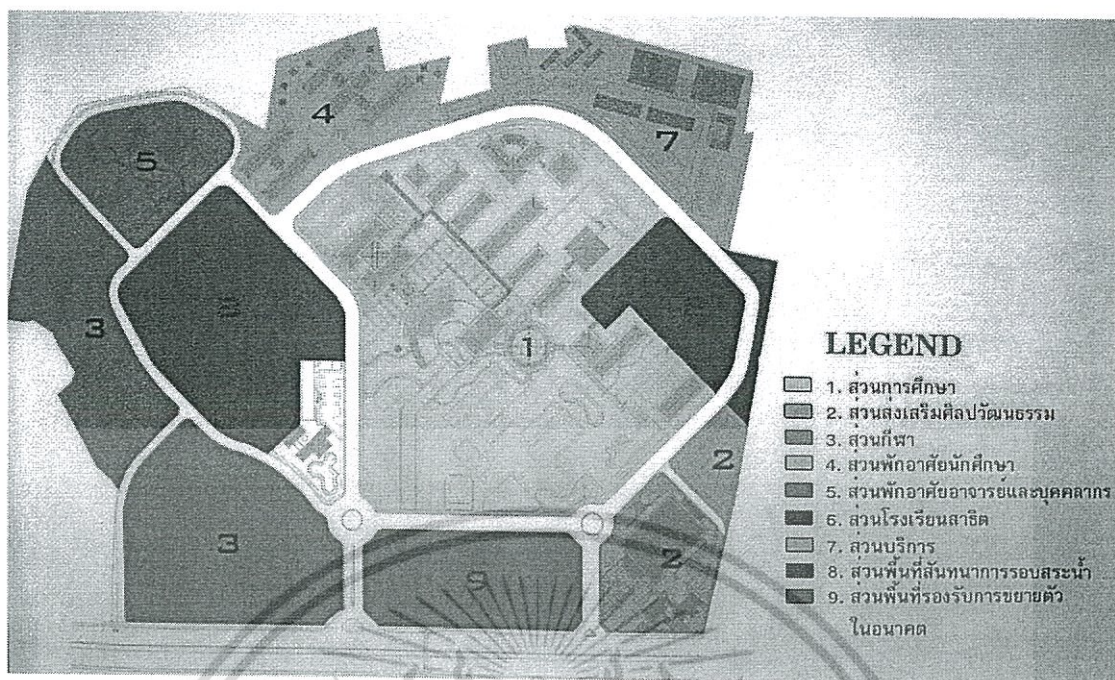 4
7
5
3
8
1
2
3
9
2
LEGEND
1. ส่วนการศึกษา
2. ส่วนส่งเสริมศิลปวัฒนธรรม
3. ส่วนกีฬา
4. ส่วนพักอาศัยนักศึกษา
5. ส่วนพักอาศัยอาจารย์และบุคคลากร
6. ส่วนโรงเรียนสาธิต
7. ส่วนบริการ
8. ส่วนพื้นที่สันทนาการรอบสระน้ำ
9. ส่วนพื้นที่รองรับการขยายตัว
ในอนาคต